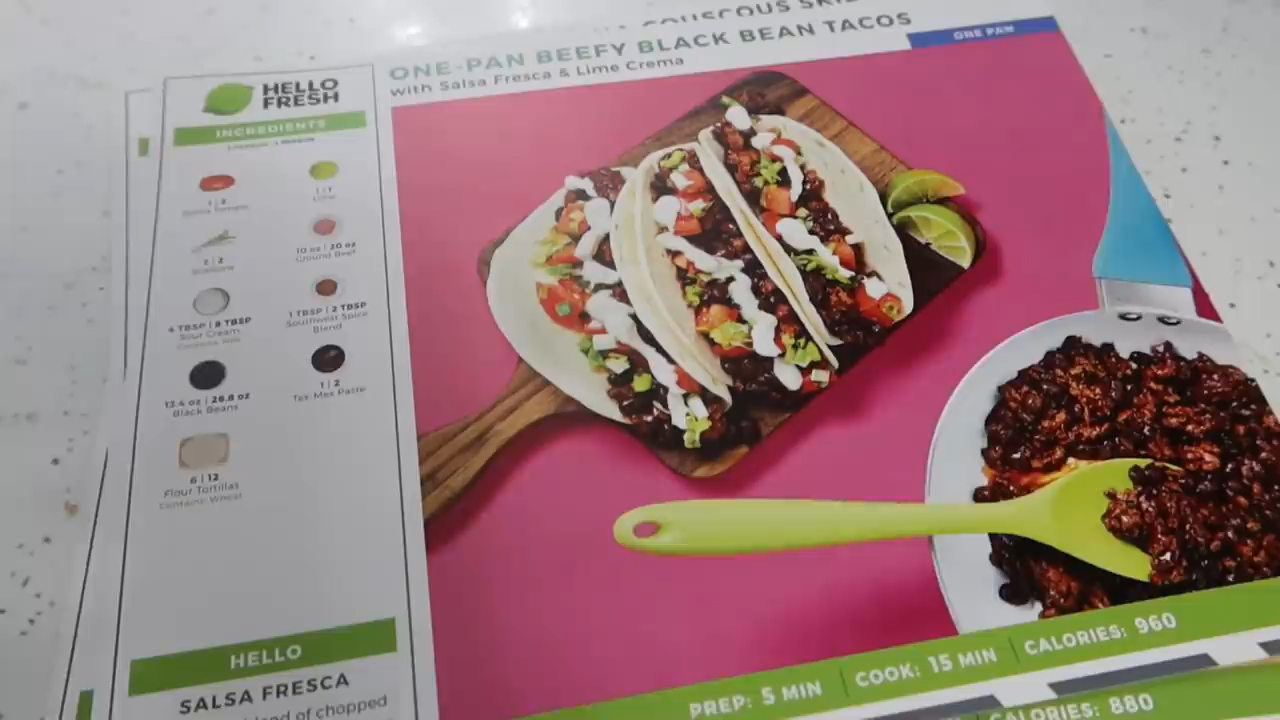 COUSCOUS
ONE-PAN BEEFY BLACK BEAN TACOS
with Salsa Fresca & Lime Crema
ONE PAN
HELLO
FRESH
INGREDIENTS
1 | 2
Roma Tomato
1 | 1
Lime
2 | 2
Scallions
10 oz | 20 oz
Ground Beef
4 TBSP | 8 TBSP
Sour Cream
Contains: Milk
1 TBSP | 2 TBSP
Southwest Spice
Blend
13.4 oz | 26.8 oz
Black Beans
1 | 2
Tex Mex Paste
6 | 12
Flour Tortillas
Contains: Wheat
HELLO
SALSA FRESCA
blend of chopped
PREP: 5 MIN
COOK: 15 MIN
CALORIES: 960
CALORIES: 880